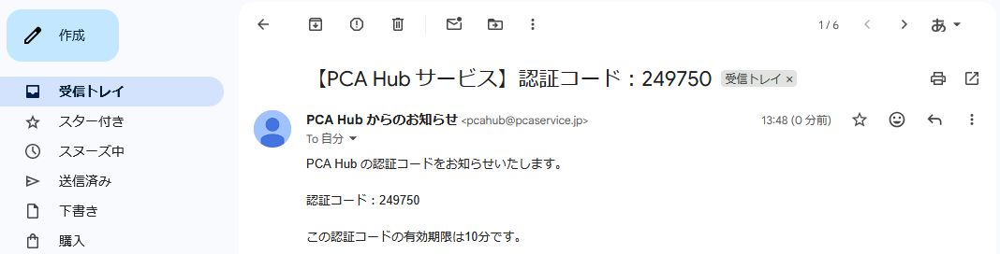 作成
受信トレイ
スター付き
スヌーズ中
送信済み
下書き
購入
1 / 6
あ
【PCA Hub サービス】認証コード：249750 受信トレイ ×
PCA Hub からのお知らせ <pcahub@pcaservice.jp>
13:48 (0 分前)
To 自分
PCA Hub の認証コードをお知らせいたします。
認証コード：249750
この認証コードの有効期限は10分です。